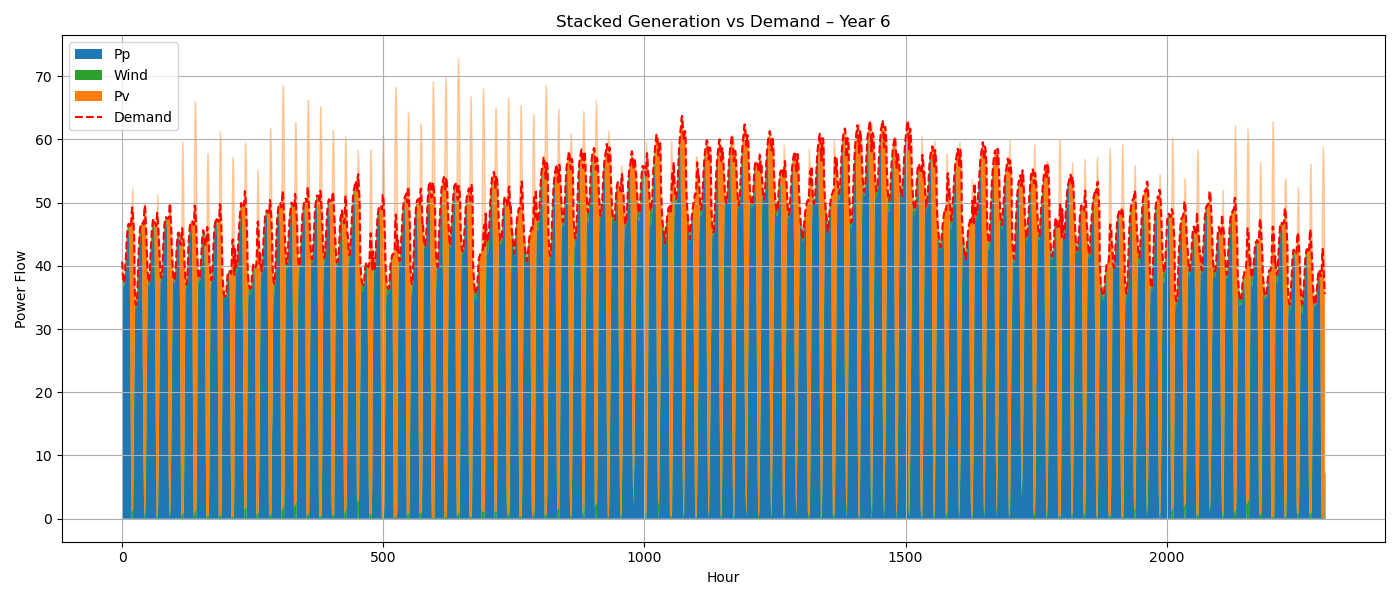 Stacked Generation vs Demand – Year 6
Pp
Wind
Pv
Demand
Power Flow
70
60
50
40
30
20
10
0
0 500 1000 1500 2000
Hour